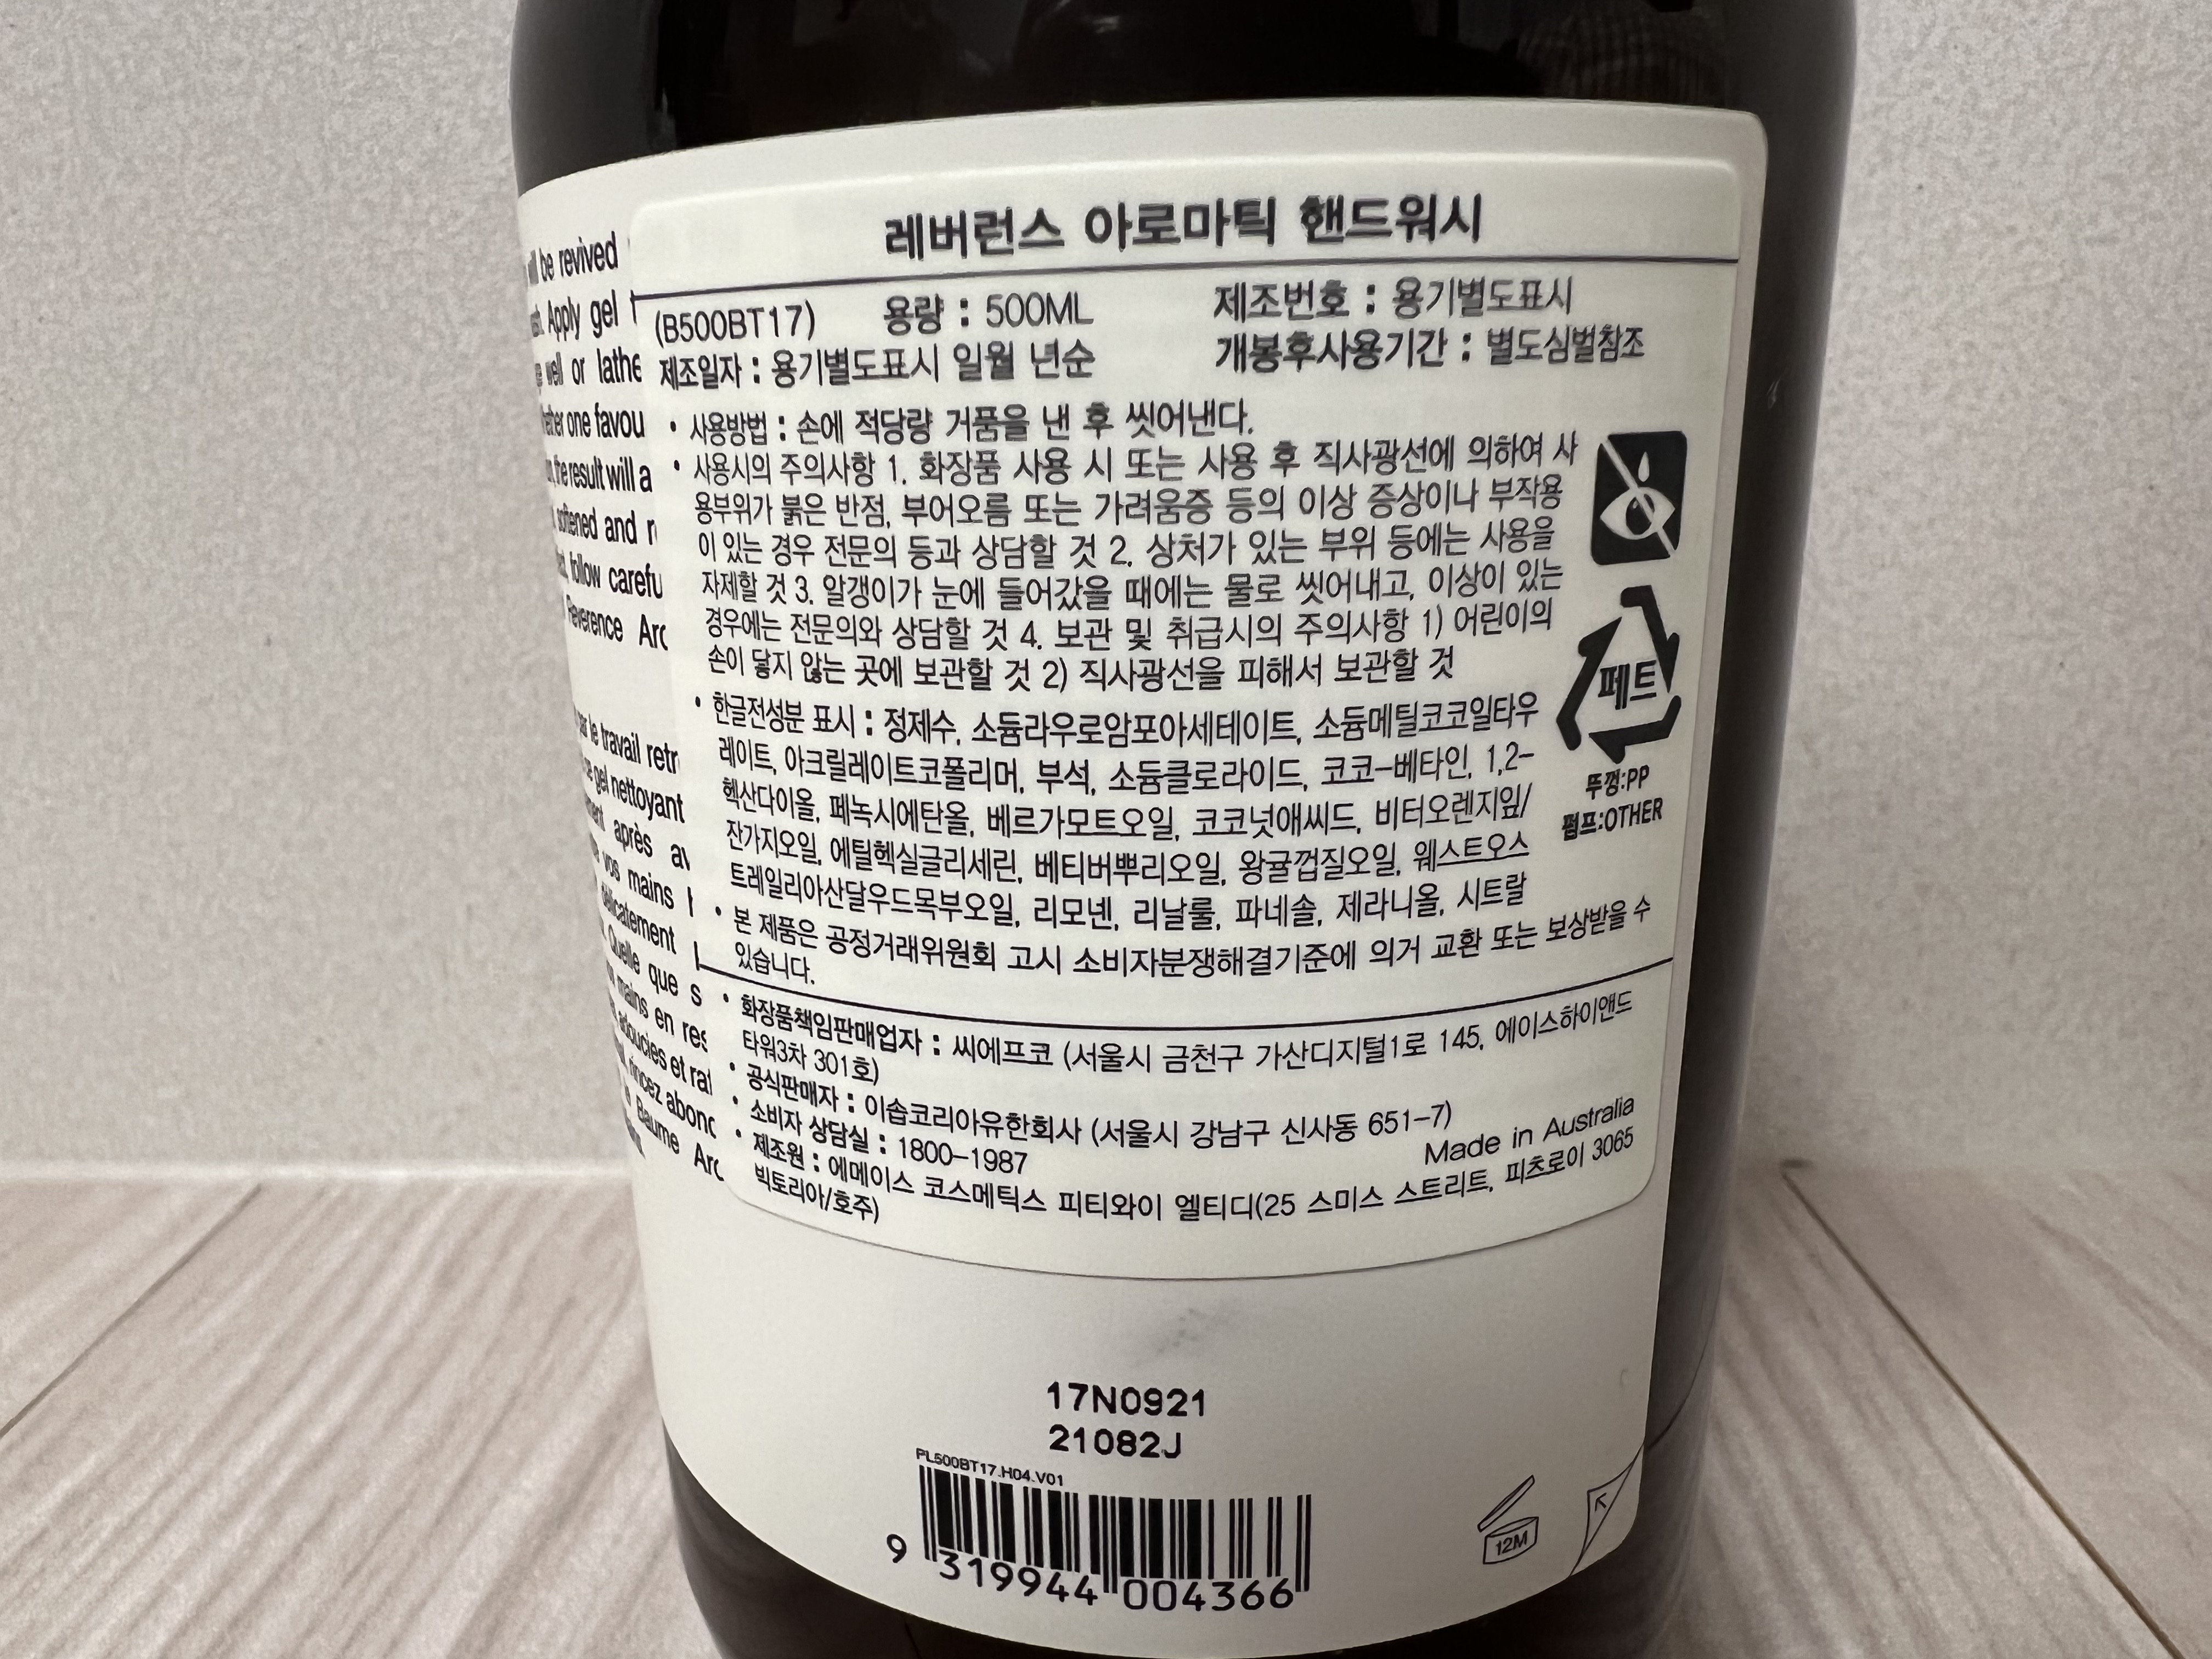 be revived
Apply gel
well or lathe
one favou
the result will a
softened and r
follow carefu
Reverence Aro
le travail retr
gel nettoyant
après av
vos mains
délicatement
Quelle que s
mains en res
adoucies et raf
rincez abonc
Baume Arc
레버런스 아로마틱 핸드워시
(B500BT17) 용량 : 500ML 제조번호 : 용기별도표시
제조일자 : 용기별도표시 일월 년순 개봉후사용기간 : 별도심벌참조
• 사용방법 : 손에 적당량 거품을 낸 후 씻어낸다.
• 사용시의 주의사항 1. 화장품 사용 시 또는 사용 후 직사광선에 의하여 사
용부위가 붉은 반점, 부어오름 또는 가려움증 등의 이상 증상이나 부작용
이 있는 경우 전문의 등과 상담할 것 2. 상처가 있는 부위 등에는 사용을
자제할 것 3. 알갱이가 눈에 들어갔을 때에는 물로 씻어내고, 이상이 있는
경우에는 전문의와 상담할 것 4. 보관 및 취급시의 주의사항 1) 어린이의
손이 닿지 않는 곳에 보관할 것 2) 직사광선을 피해서 보관할 것
• 한글전성분 표시 : 정제수, 소듐라우로암포아세테이트, 소듐메틸코코일타우
레이트, 아크릴레이트코폴리머, 부석, 소듐클로라이드, 코코-베타인, 1,2-
헥산다이올, 페녹시에탄올, 베르가모트오일, 코코넛애씨드, 비터오렌지잎/
잔가지오일, 에틸헥실글리세린, 베티버뿌리오일, 왕귤껍질오일, 웨스트오스
트레일리아산달우드목부오일, 리모넨, 리날룰, 파네솔, 제라니올, 시트랄
• 본 제품은 공정거래위원회 고시 소비자분쟁해결기준에 의거 교환 또는 보상받을 수
있습니다.
페트
뚜껑:PP
펌프:OTHER
• 화장품책임판매업자 : 씨에프코 (서울시 금천구 가산디지털1로 145, 에이스하이앤드
타워3차 301호)
• 공식판매자 : 이솝코리아유한회사 (서울시 강남구 신사동 651-7)
• 소비자 상담실 : 1800-1987 Made in Australia
• 제조원 : 에메이스 코스메틱스 피티와이 엘티디(25 스미스 스트리트, 피츠로이 3065
빅토리아/호주)
17N0921
21082J
PL500BT17.H04.V01
9 319944 004366
12M